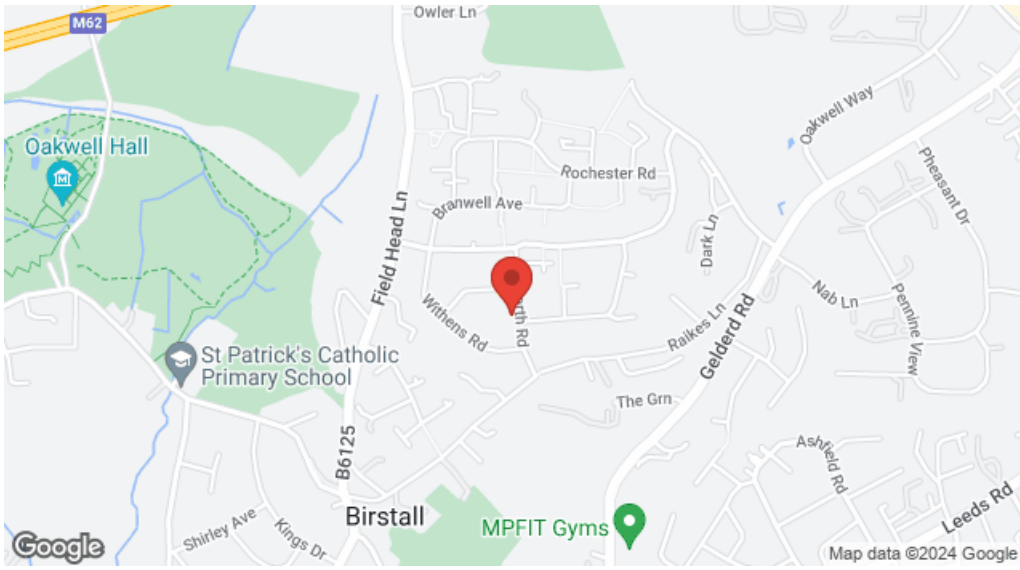 M62
Owler Ln
Oakwell Way
Oakwell Hall
Rochester Rd
Pheasant Dr
Branwell Ave
Field Head Ln
Dark Ln
Nab Ln
Pennine View
Withens Rd
Raikes Ln
Gelderd Rd
St Patrick's Catholic
Primary School
The Grn
B6125
Ashfield Rd
Leeds Rd
Shirley Ave
Kings Dr
Birstall
MPFIT Gyms
Google
Map data ©2024 Google